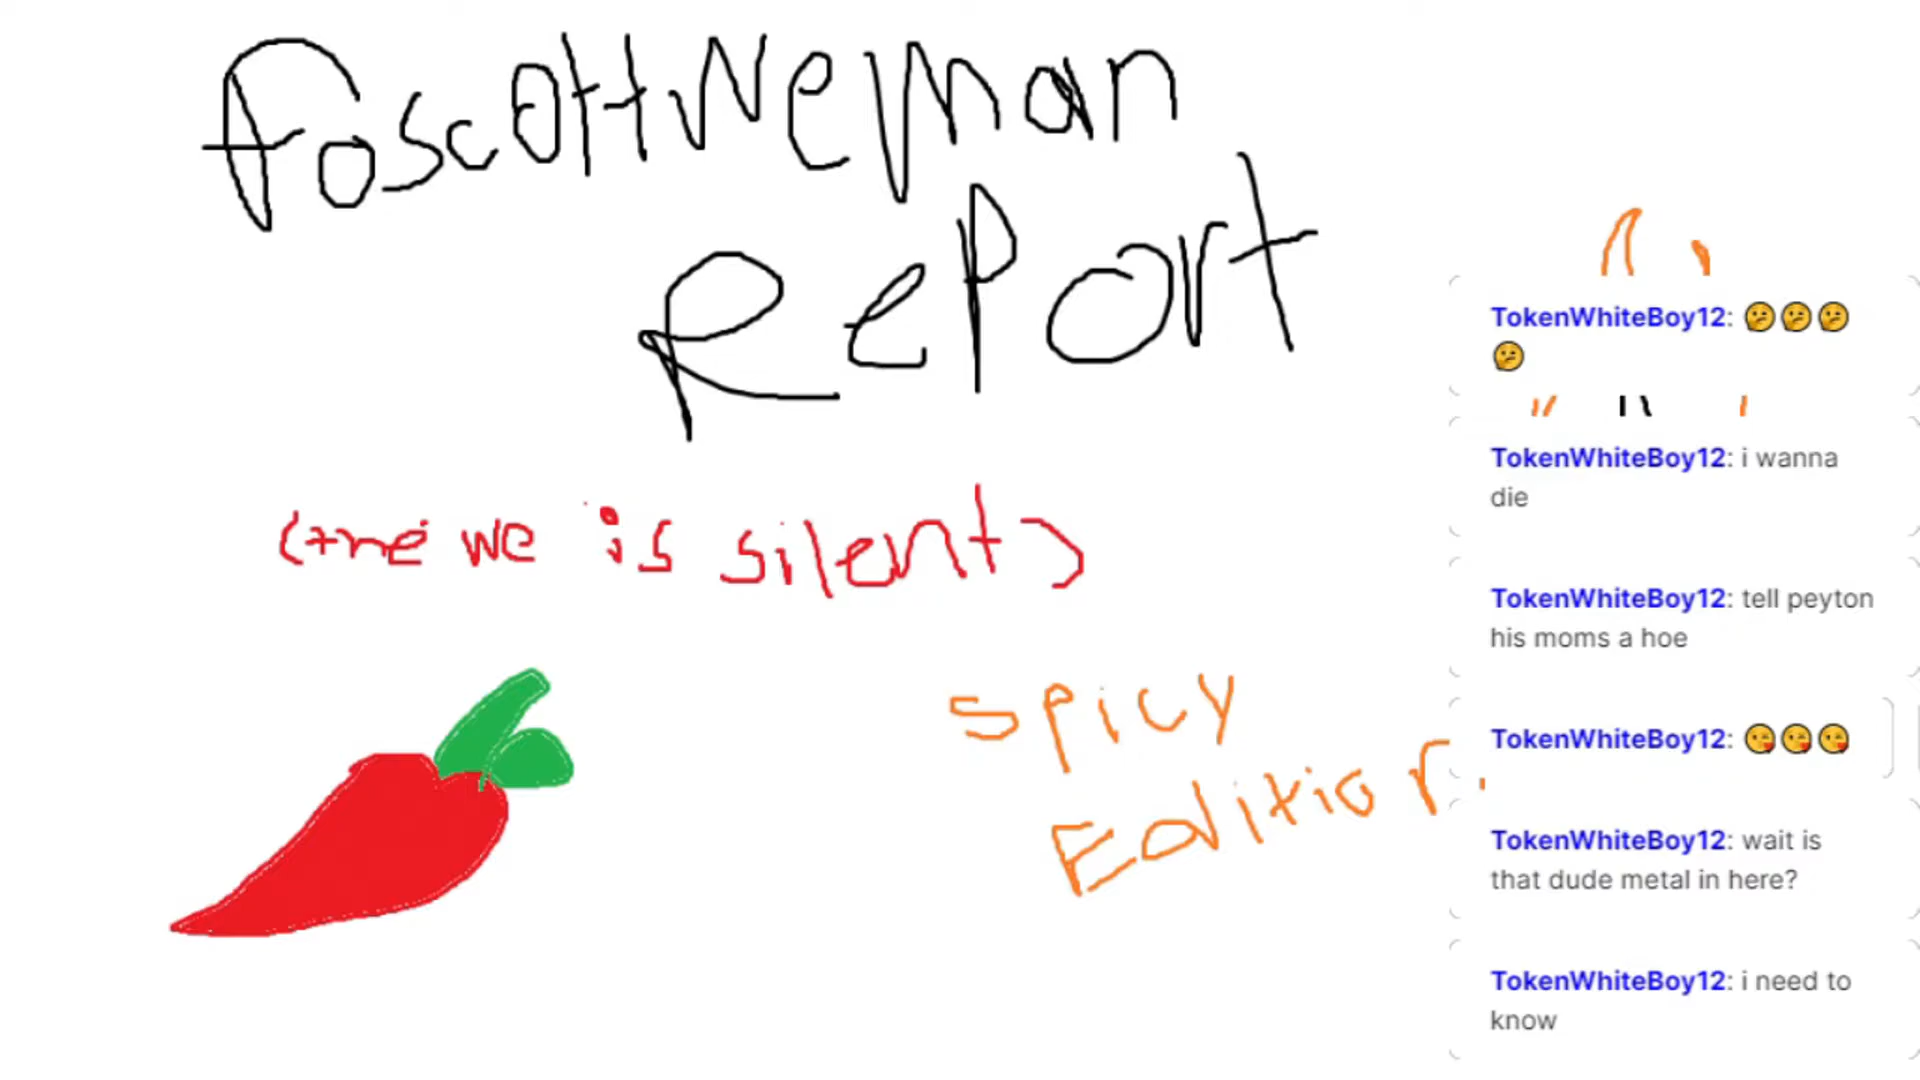 foscottweman
Report
(the we is silent)
Spicy
Edition
TokenWhiteBoy12: 🤔🤔🤔
🤔
TokenWhiteBoy12: i wanna
die
TokenWhiteBoy12: tell peyton
his moms a hoe
TokenWhiteBoy12: 😘😘😘
TokenWhiteBoy12: wait is
that dude metal in here?
TokenWhiteBoy12: i need to
know